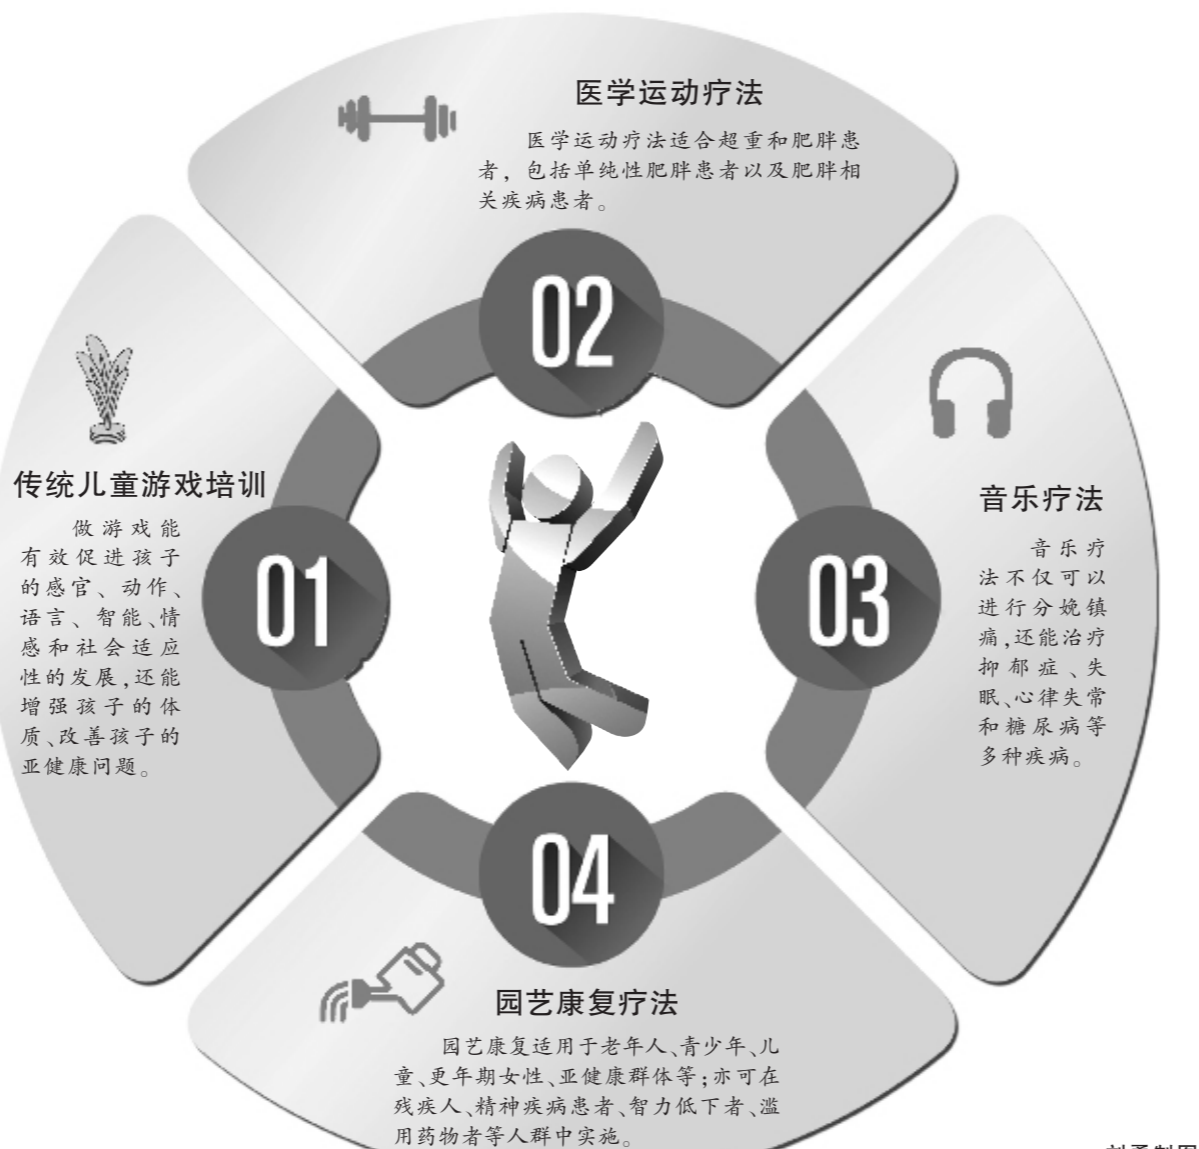 医学运动疗法
医学运动疗法适合超重和肥胖患
者，包括单纯性肥胖患者以及肥胖相
关疾病患者。
02
传统儿童游戏培训
做游戏能
有效促进孩子
的感官、动作、
语言、智能、情
感和社会适应
性的发展,还能
增强孩子的体
质、改善孩子的
亚健康问题。
01
03
音乐疗法
音乐疗
法不仅可以
进行分娩镇
痛,还能治疗
抑郁症、失
眠、心律失常
和糖尿病等
多种疾病。
04
园艺康复疗法
园艺康复适用于老年人、青少年、儿
童、更年期女性、亚健康群体等;亦可在
残疾人、精神疾病患者、智力低下者、滥
用药物者等人群中实施。